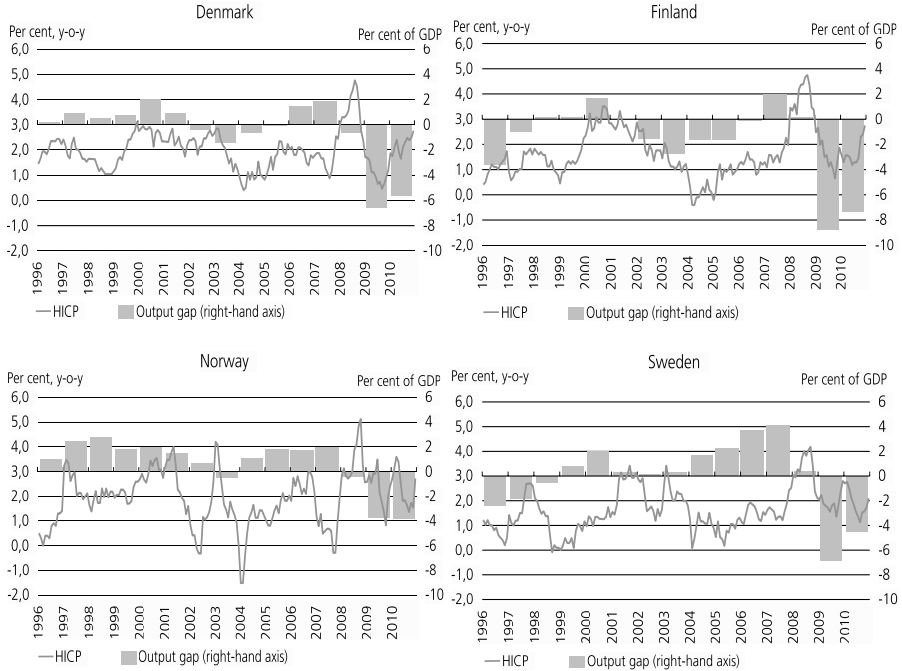 Denmark
Per cent, y-o-y Per cent of GDP
6,0 6
5,0 4
4,0 2
3,0 0
2,0 -2
1,0 -4
0,0 -6
-1,0 -8
-2,0 -10
1996 1997 1998 1999 2000 2001 2002 2003 2004 2005 2006 2007 2008 2009 2010
HICP Output gap (right-hand axis)
Finland
Per cent, y-o-y Per cent of GDP
6,0 6
5,0 4
4,0 2
3,0 0
2,0 -2
1,0 -4
0,0 -6
-1,0 -8
-2,0 -10
1996 1997 1998 1999 2000 2001 2002 2003 2004 2005 2006 2007 2008 2009 2010
HICP Output gap (right-hand axis)
Norway
Per cent, y-o-y Per cent of GDP
6,0 6
5,0 4
4,0 2
3,0 0
2,0 -2
1,0 -4
0,0 -6
-1,0 -8
-2,0 -10
1996 1997 1998 1999 2000 2001 2002 2003 2004 2005 2006 2007 2008 2009 2010
HICP Output gap (right-hand axis)
Sweden
Per cent, y-o-y Per cent of GDP
6,0 6
5,0 4
4,0 2
3,0 0
2,0 -2
1,0 -4
0,0 -6
-1,0 -8
-2,0 -10
1996 1997 1998 1999 2000 2001 2002 2003 2004 2005 2006 2007 2008 2009 2010
HICP Output gap (right-hand axis)